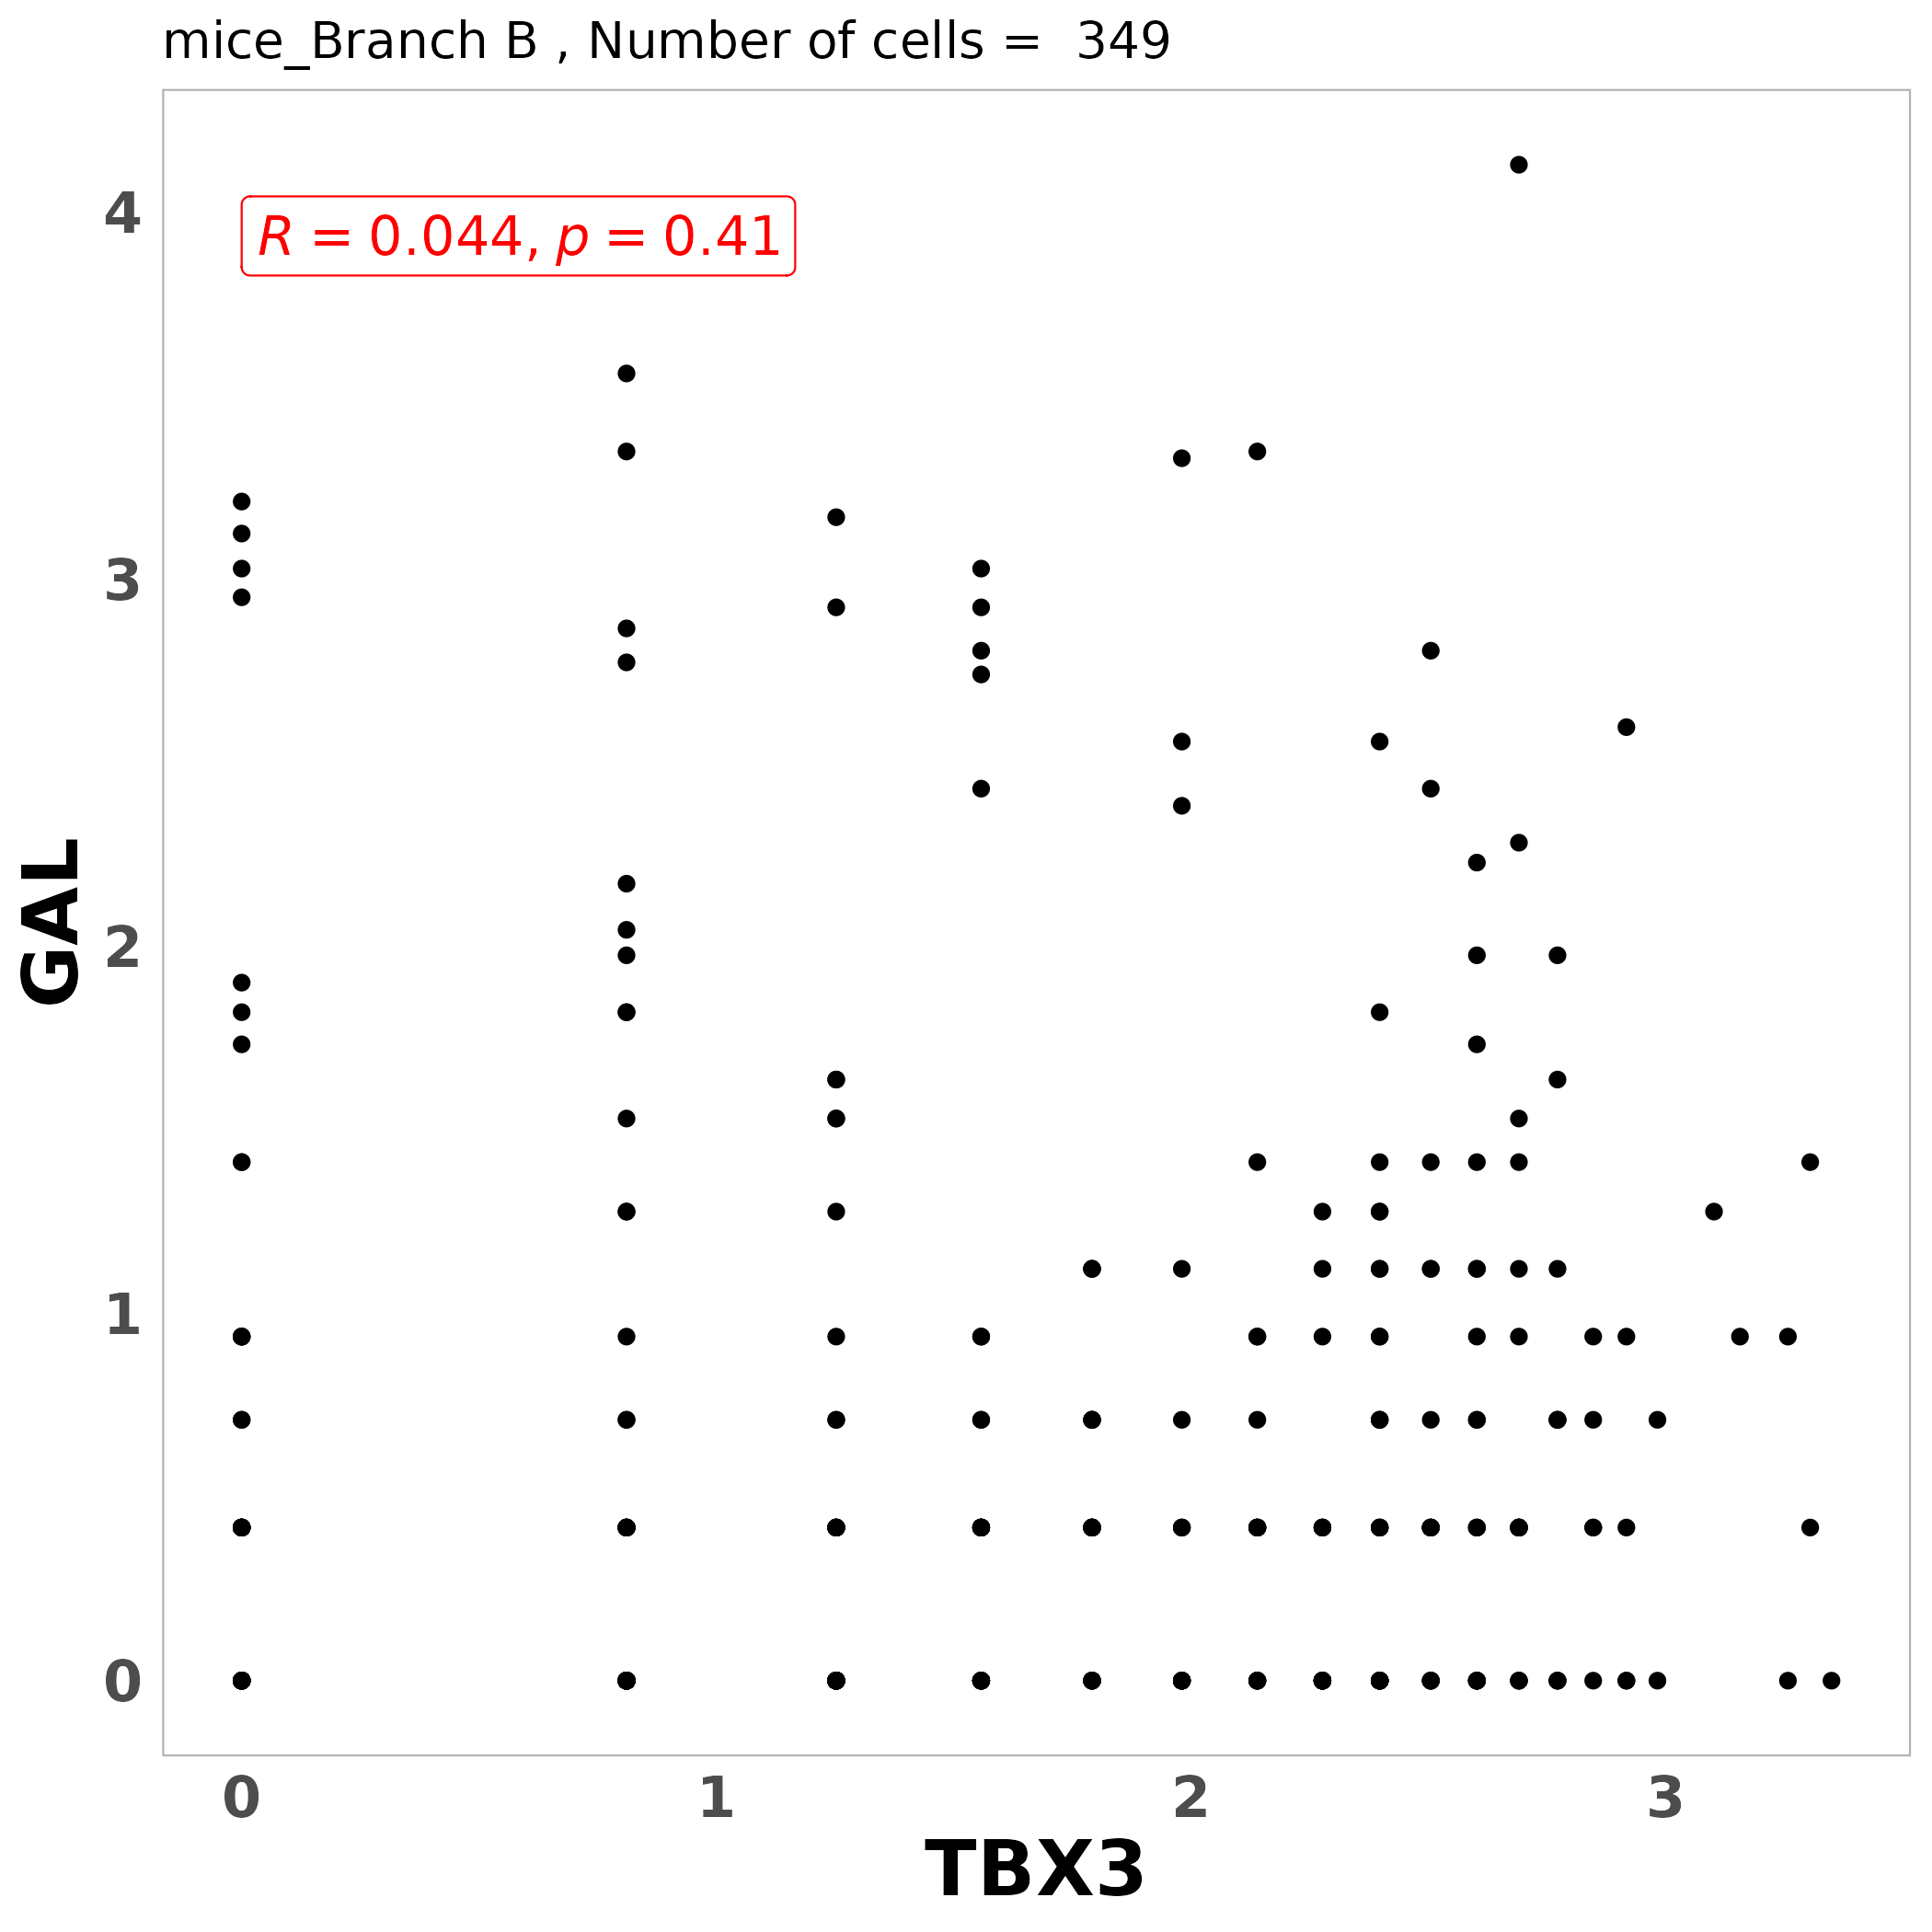 mice_Branch B , Number of cells =  349
R = 0.044, p = 0.41
4
3
2
1
0
GAL
0 1 2 3
TBX3